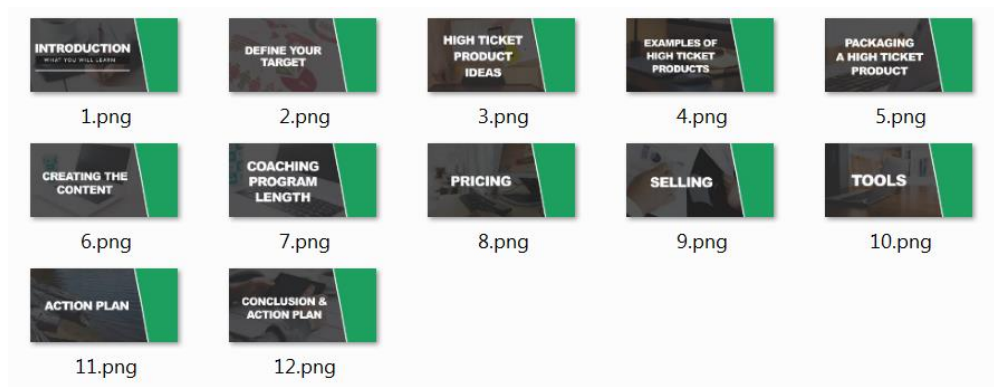 INTRODUCTION
WHAT YOU WILL LEARN
1.png
DEFINE YOUR
TARGET
2.png
HIGH TICKET
PRODUCT
IDEAS
3.png
EXAMPLES OF
HIGH TICKET
PRODUCTS
4.png
PACKAGING
A HIGH TICKET
PRODUCT
5.png
CREATING THE
CONTENT
6.png
COACHING
PROGRAM
LENGTH
7.png
PRICING
8.png
SELLING
9.png
TOOLS
10.png
ACTION PLAN
11.png
CONCLUSION &
ACTION PLAN
12.png